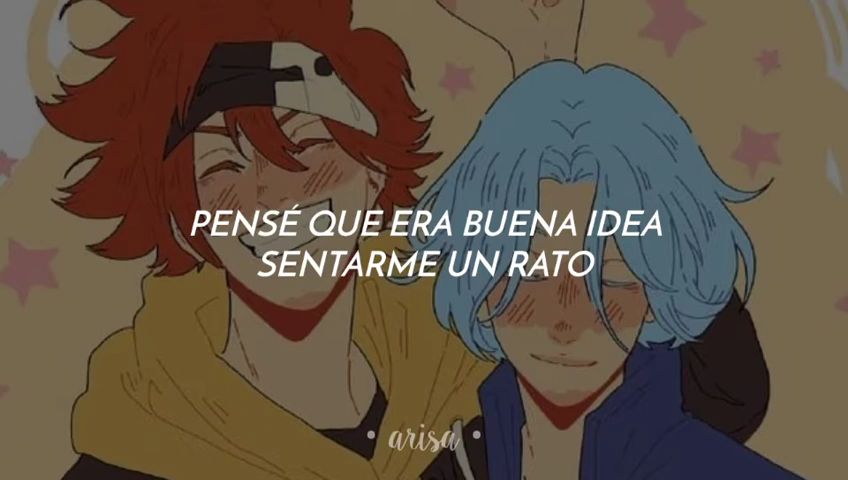 PENSÉ QUE ERA BUENA IDEA
SENTARME UN RATO
• arisa •